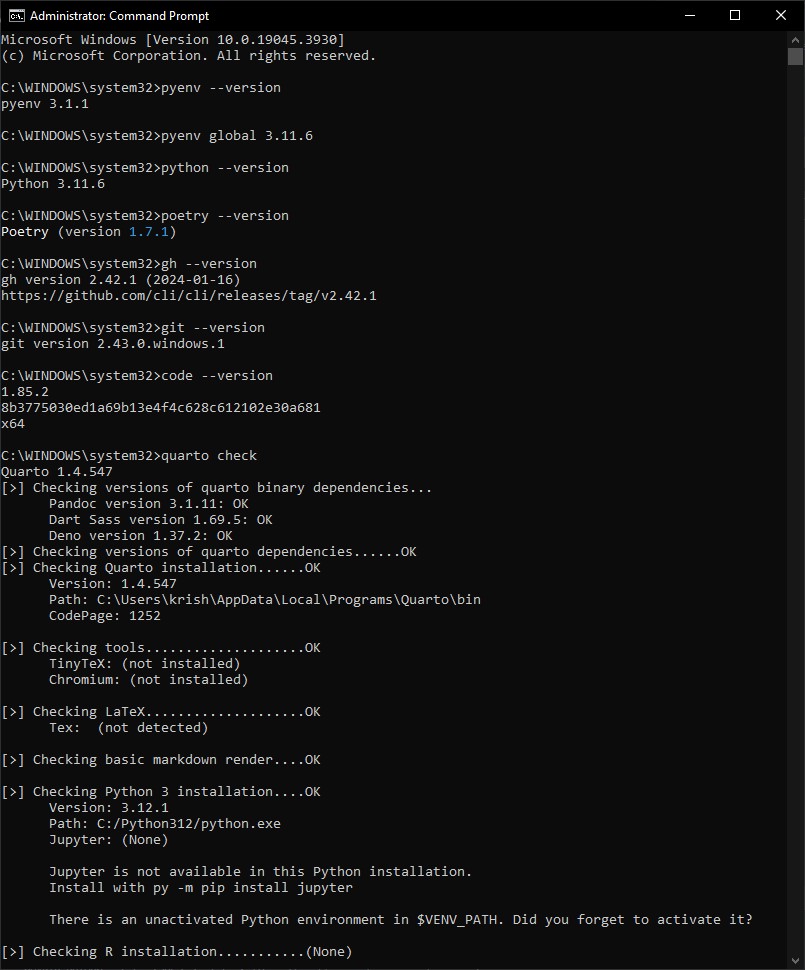 Administrator: Command Prompt
Microsoft Windows [Version 10.0.19045.3930]
(c) Microsoft Corporation. All rights reserved.
C:\WINDOWS\system32>pyenv --version
pyenv 3.1.1
C:\WINDOWS\system32>pyenv global 3.11.6
C:\WINDOWS\system32>python --version
Python 3.11.6
C:\WINDOWS\system32>poetry --version
Poetry (version 1.7.1)
C:\WINDOWS\system32>gh --version
gh version 2.42.1 (2024-01-16)
https://github.com/cli/cli/releases/tag/v2.42.1
C:\WINDOWS\system32>git --version
git version 2.43.0.windows.1
C:\WINDOWS\system32>code --version
1.85.2
8b3775030ed1a69b13e4f4c628c612102e30a681
x64
C:\WINDOWS\system32>quarto check
Quarto 1.4.547
[>] Checking versions of quarto binary dependencies...
Pandoc version 3.1.11: OK
Dart Sass version 1.69.5: OK
Deno version 1.37.2: OK
[>] Checking versions of quarto dependencies......OK
[>] Checking Quarto installation......OK
Version: 1.4.547
Path: C:\Users\krish\AppData\Local\Programs\Quarto\bin
CodePage: 1252
[>] Checking tools....................OK
TinyTeX: (not installed)
Chromium: (not installed)
[>] Checking LaTeX....................OK
Tex:  (not detected)
[>] Checking basic markdown render....OK
[>] Checking Python 3 installation....OK
Version: 3.12.1
Path: C:/Python312/python.exe
Jupyter: (None)
Jupyter is not available in this Python installation.
Install with py -m pip install jupyter
There is an unactivated Python environment in $VENV_PATH. Did you forget to activate it?
[>] Checking R installation...........(None)